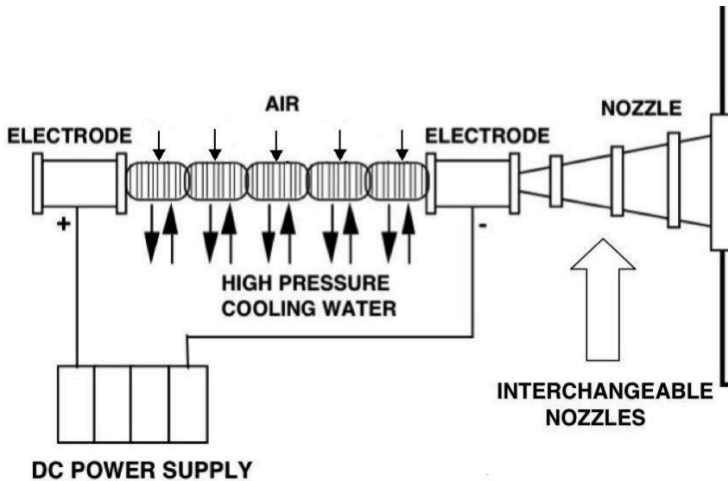 AIR
NOZZLE
ELECTRODE
ELECTRODE
+
-
HIGH PRESSURE
COOLING WATER
INTERCHANGEABLE
NOZZLES
DC POWER SUPPLY